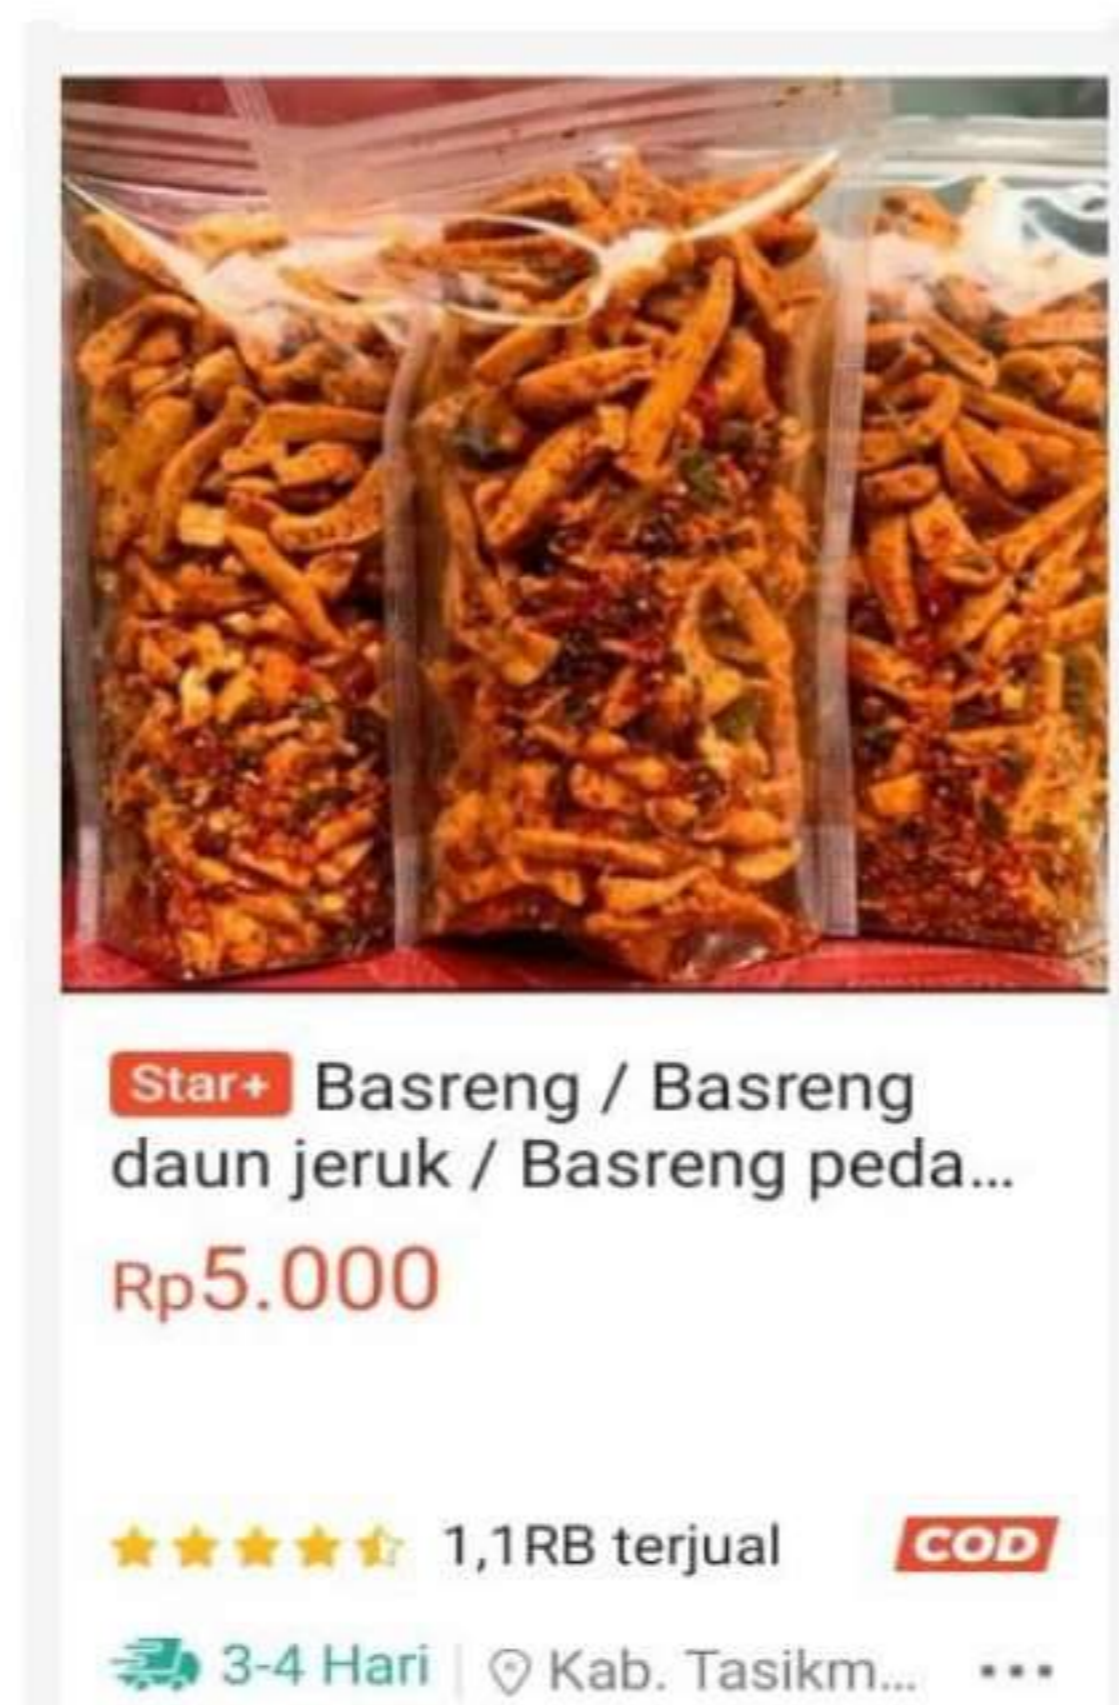 Star+ Basreng / Basreng
daun jeruk / Basreng peda...
Rp5.000
1,1RB terjual
COD
3-4 Hari
Kab. Tasikm...